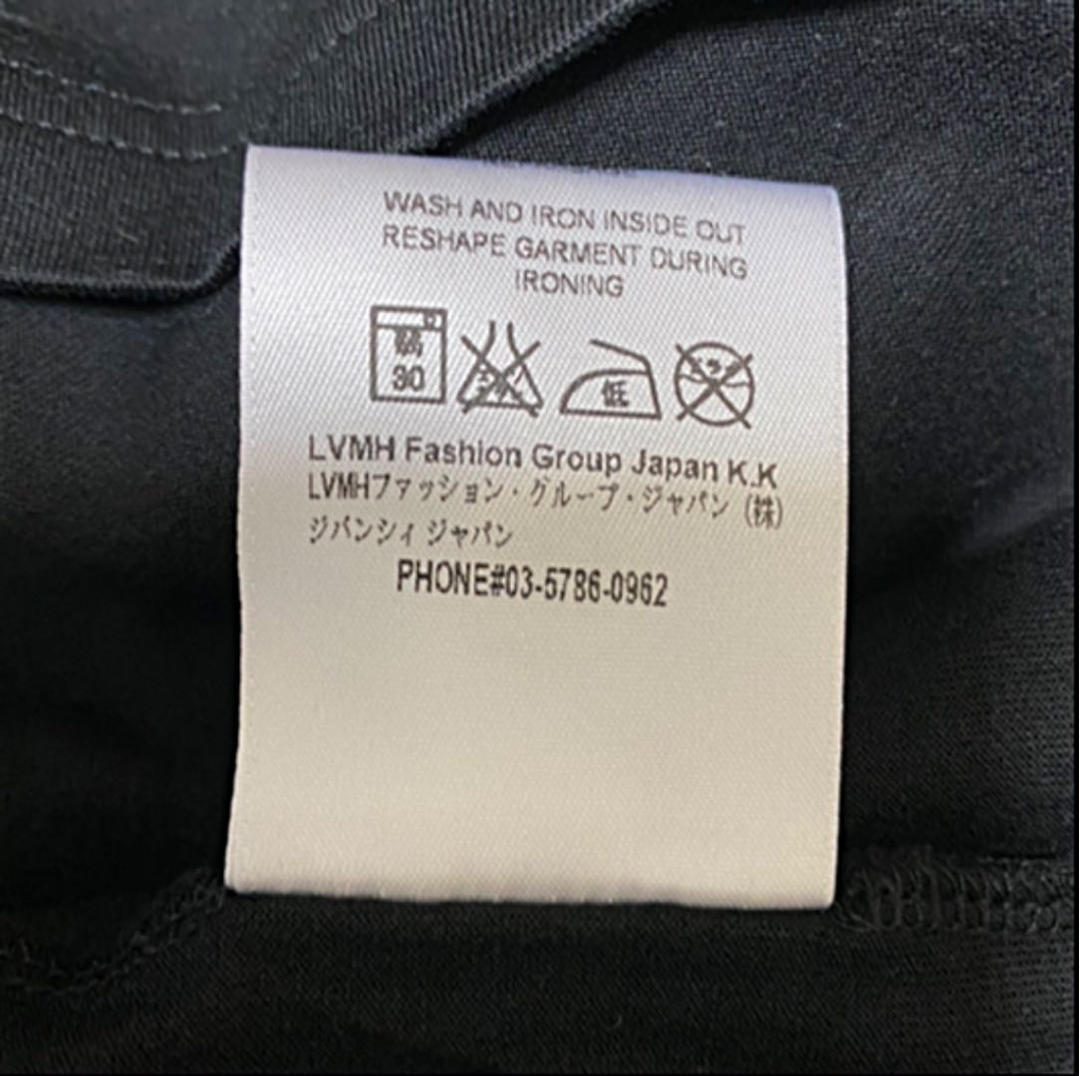 WASH AND IRON INSIDE OUT
RESHAPE GARMENT DURING
IRONING
30
低
LVMH Fashion Group Japan K.K
LVMHファッション・グループ・ジャパン（株）
ジバンシィ ジャパン
PHONE#03-5786-0962